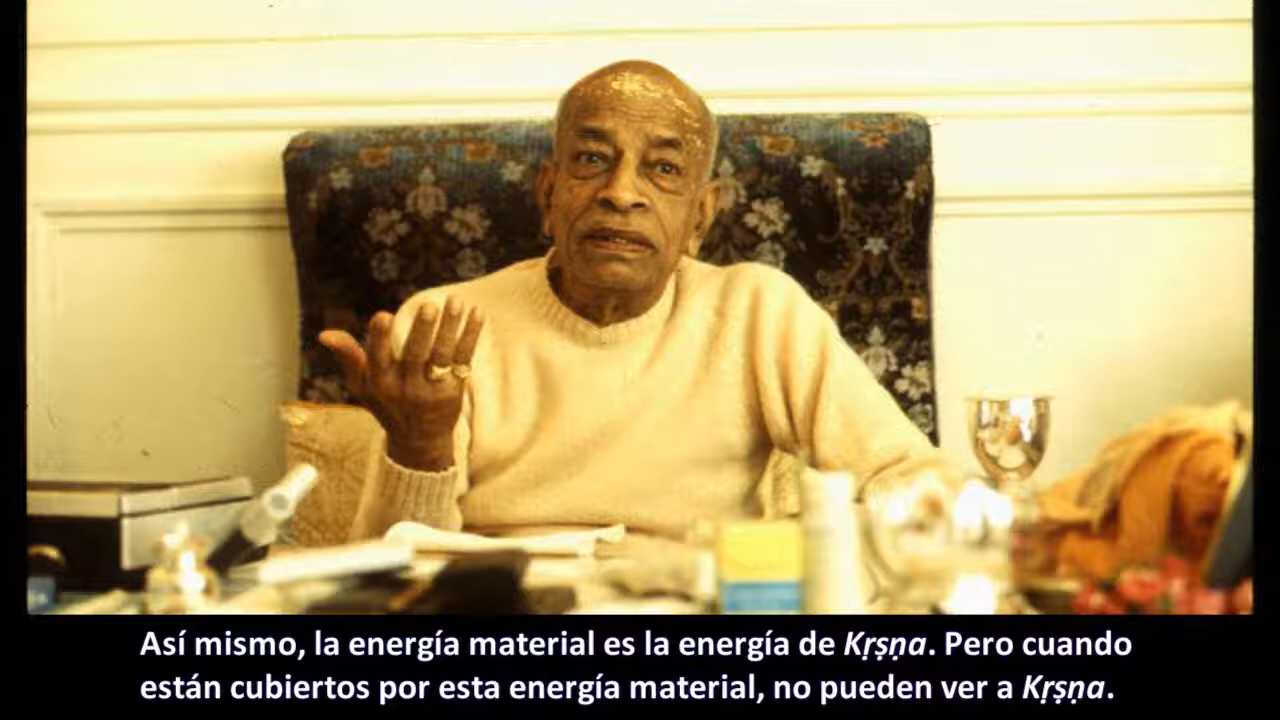 Así mismo, la energía material es la energía de Kṛṣṇa. Pero cuando
están cubiertos por esta energía material, no pueden ver a Kṛṣṇa.